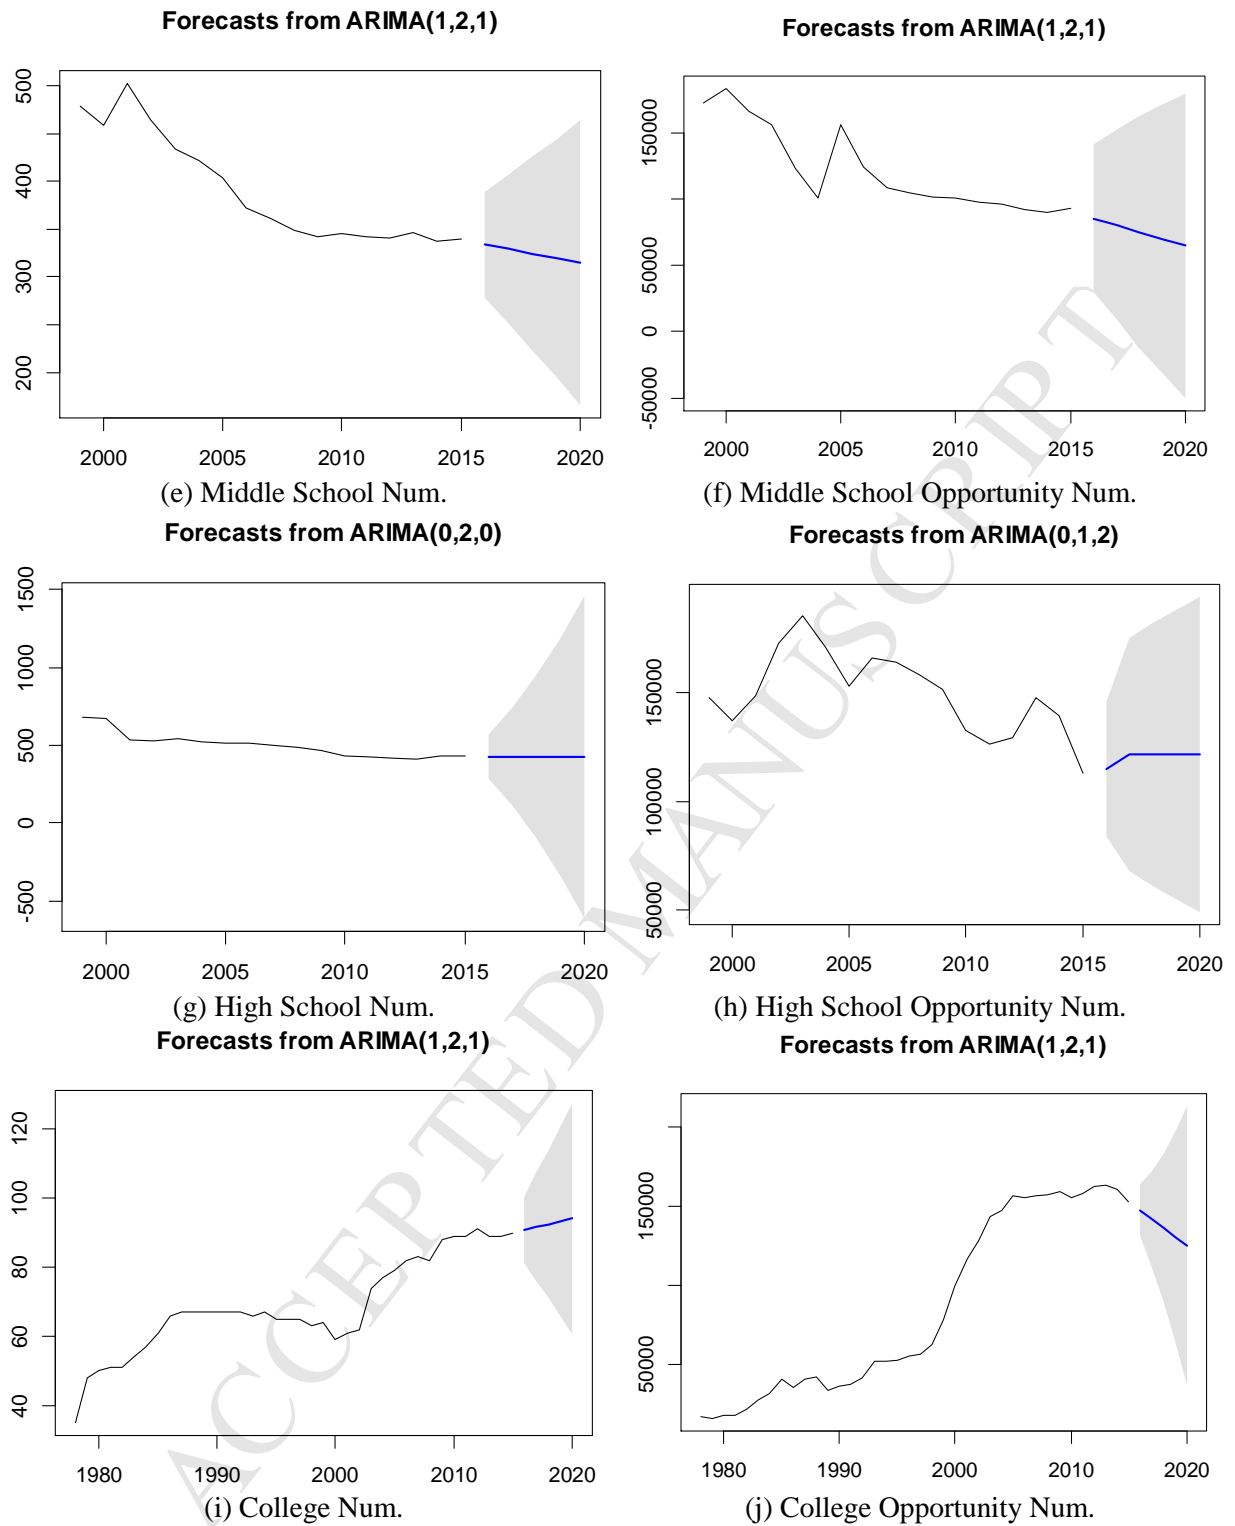 Forecasts from ARIMA(1,2,1)
500
400
300
200
2000 2005 2010 2015 2020
(e) Middle School Num.
Forecasts from ARIMA(1,2,1)
150000
50000
0
-50000
2000 2005 2010 2015 2020
(f) Middle School Opportunity Num.
Forecasts from ARIMA(0,2,0)
1500
1000
500
0
-500
2000 2005 2010 2015 2020
(g) High School Num.
Forecasts from ARIMA(0,1,2)
150000
100000
50000
2000 2005 2010 2015 2020
(h) High School Opportunity Num.
Forecasts from ARIMA(1,2,1)
120
100
80
60
40
1980 1990 2000 2010 2020
(i) College Num.
Forecasts from ARIMA(1,2,1)
150000
50000
1980 1990 2000 2010 2020
(j) College Opportunity Num.
ACCEPTED MANUSCRIPT